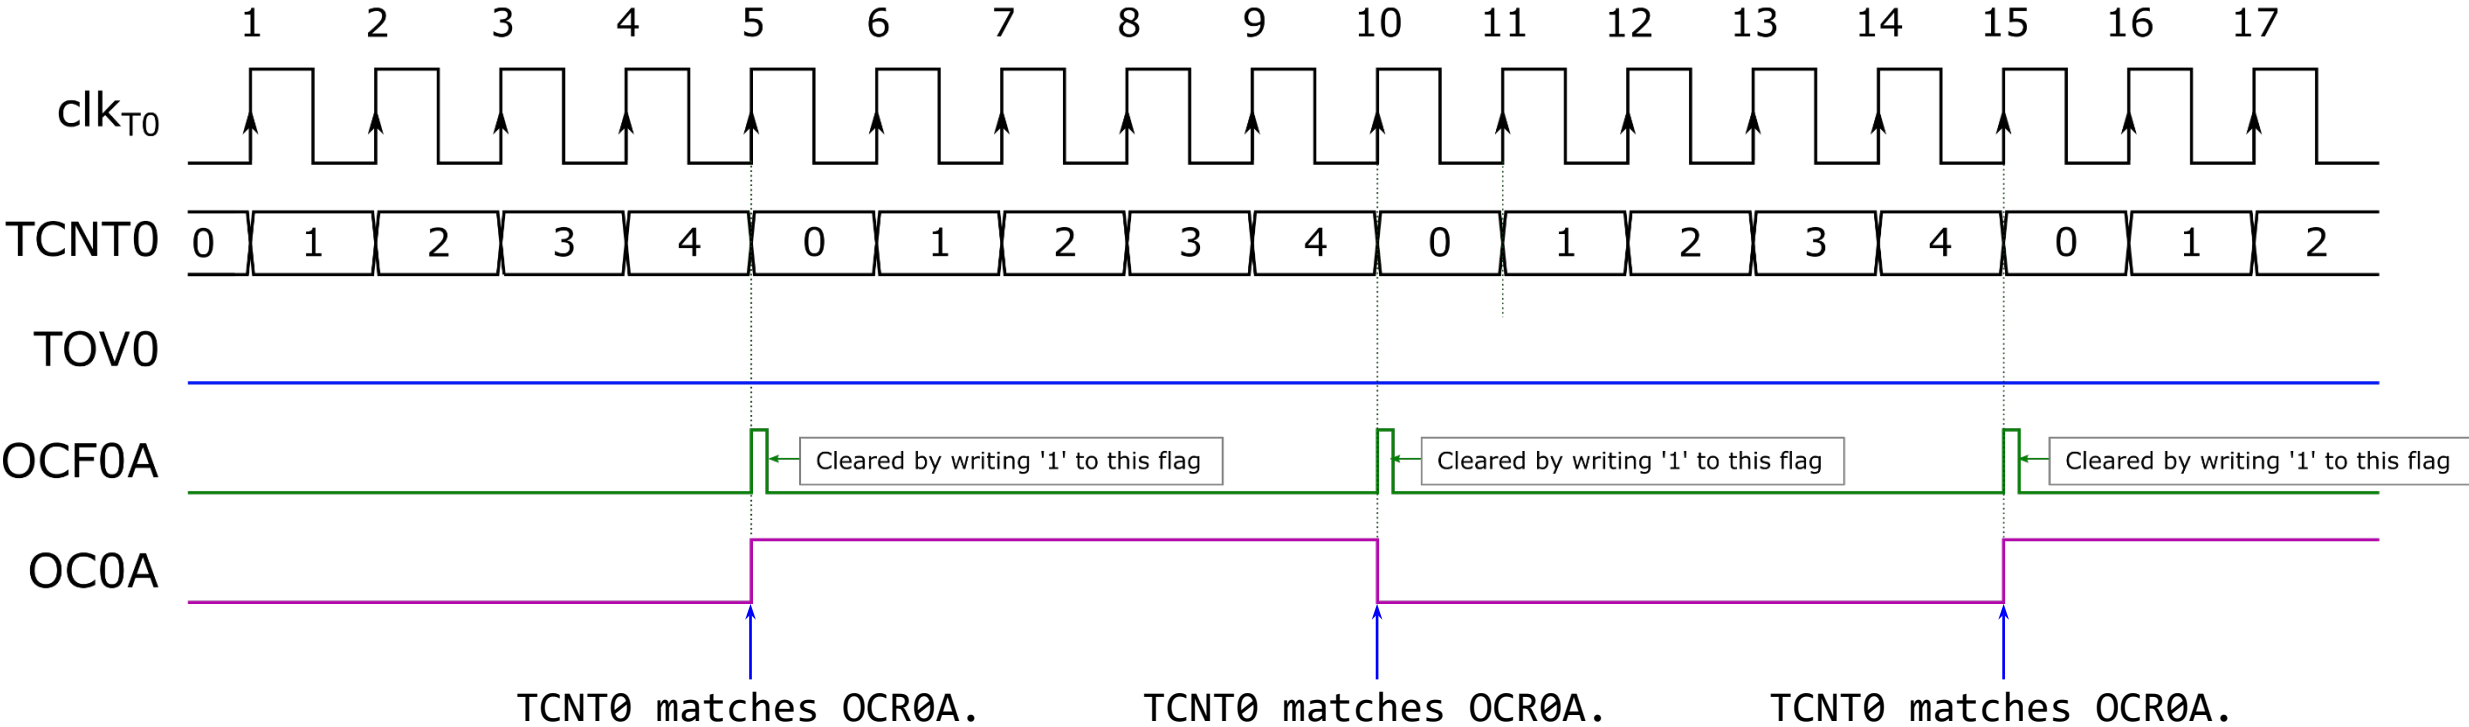 1 2 3 4 5 6 7 8 9 10 11 12 13 14 15 16 17
clkT0
TCNT0 0 1 2 3 4 0 1 2 3 4 0 1 2 3 4 0 1 2
TOV0
OCF0A Cleared by writing '1' to this flag Cleared by writing '1' to this flag Cleared by writing '1' to this flag
OC0A
TCNT0 matches OCR0A. TCNT0 matches OCR0A. TCNT0 matches OCR0A.